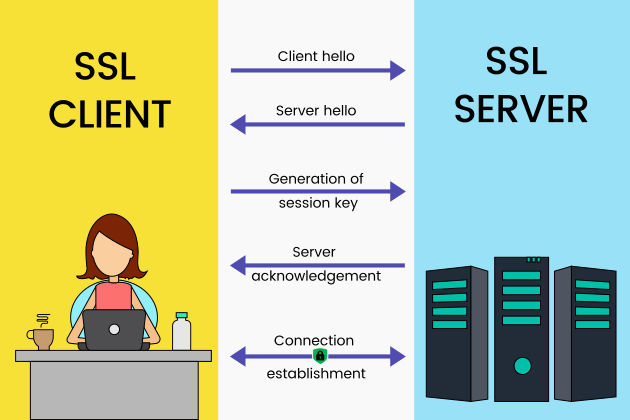 SSL
CLIENT
Client hello
Server hello
Generation of
session key
Server
acknowledgement
Connection
establishment
SSL
SERVER